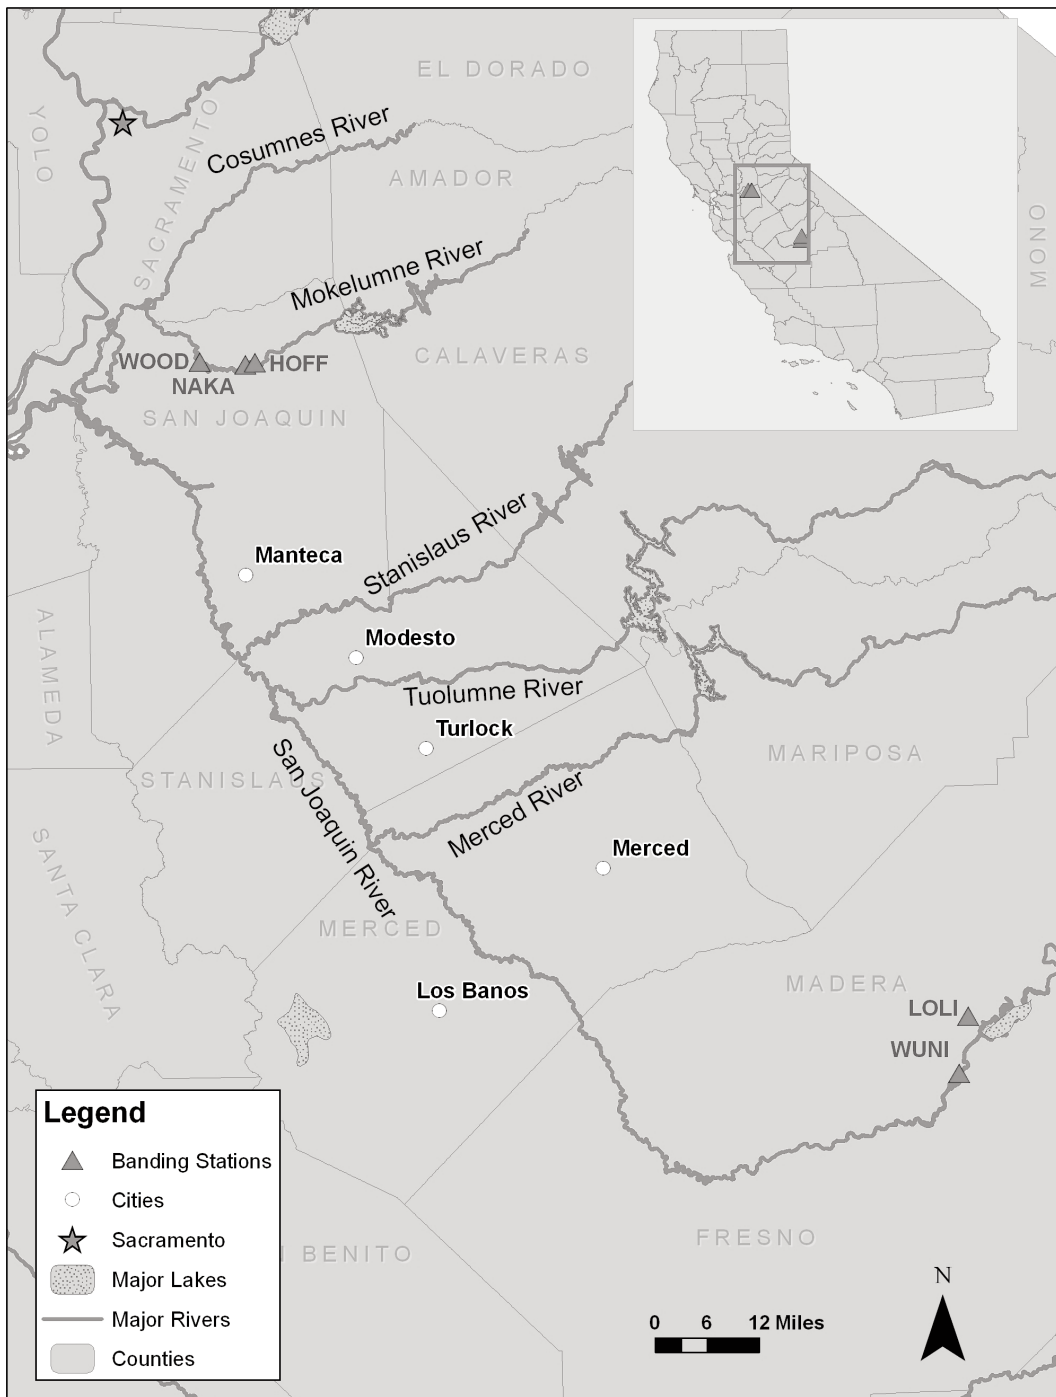 EL DORADO
YOLO
SACRAMENTO
Cosumnes River
AMADOR
MONO
Mokelumne River
WOOD
HOFF
NAKA
CALAVERAS
SAN JOAQUIN
Stanislaus River
Manteca
ALAMEDA
Modesto
Tuolumne River
Turlock
MARIPOSA
STANISLAUS
San Joaquin River
Merced River
SANTA CLARA
Merced
MERCED
Los Banos
MADERA
LOLI
WUNI
Legend
Banding Stations
Cities
Sacramento
Major Lakes
Major Rivers
Counties
BENITO
FRESNO
N
0 6 12 Miles